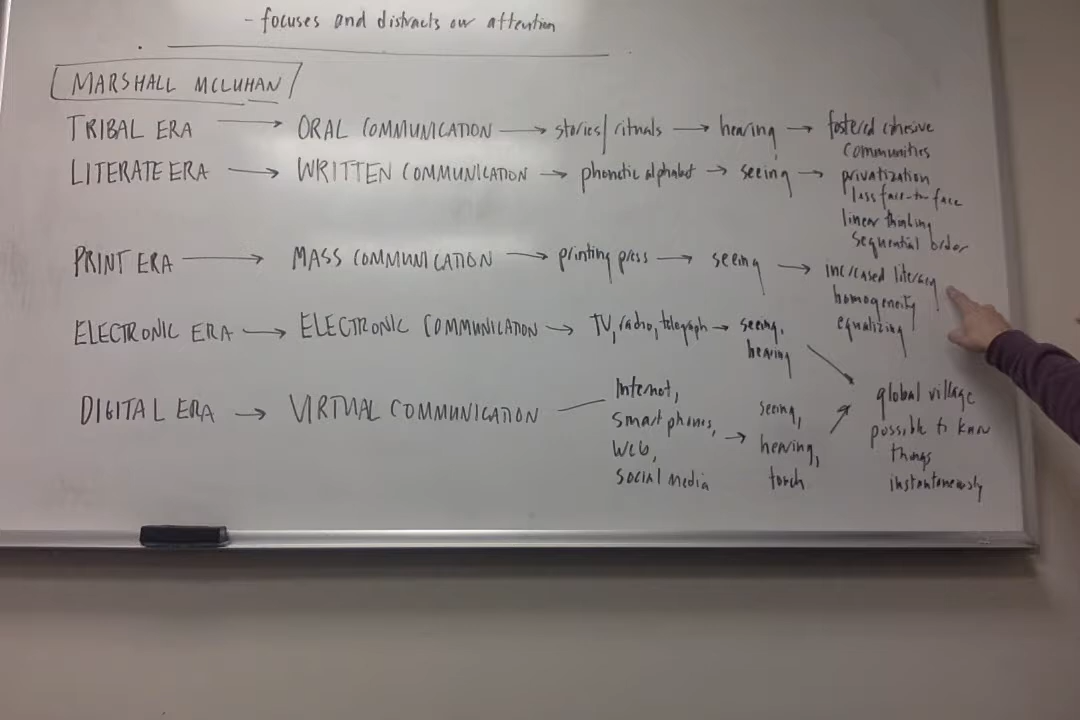 - focuses and distracts our attention
MARSHALL MCLUHAN
TRIBAL ERA → ORAL COMMUNICATION → stories/rituals → hearing → fostered cohesive
communities
LITERATE ERA → WRITTEN COMMUNICATION → phonetic alphabet → seeing → privatization
less face-to-face
linear thinking
sequential order
PRINT ERA → MASS COMMUNICATION → printing press → seeing → increased literacy
homogeneity
equalizing
ELECTRONIC ERA → ELECTRONIC COMMUNICATION → TV, radio, telegraph → seeing,
hearing
DIGITAL ERA → VIRTUAL COMMUNICATION — Internet,
smart phones,
Web,
social media
→ seeing,
hearing,
touch
global village
possible to know
things
instantaneously